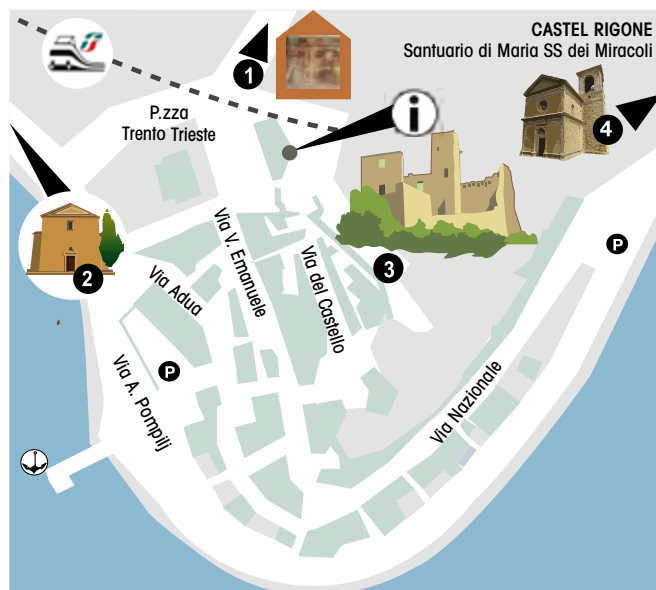 CASTEL RIGONE
Santuario di Maria SS dei Miracoli
1
i
P.zza
Trento Trieste
4
Via V. Emanuele
Via del Castello
3
P
2
Via Adua
Via A. Pompilj
P
Via Nazionale